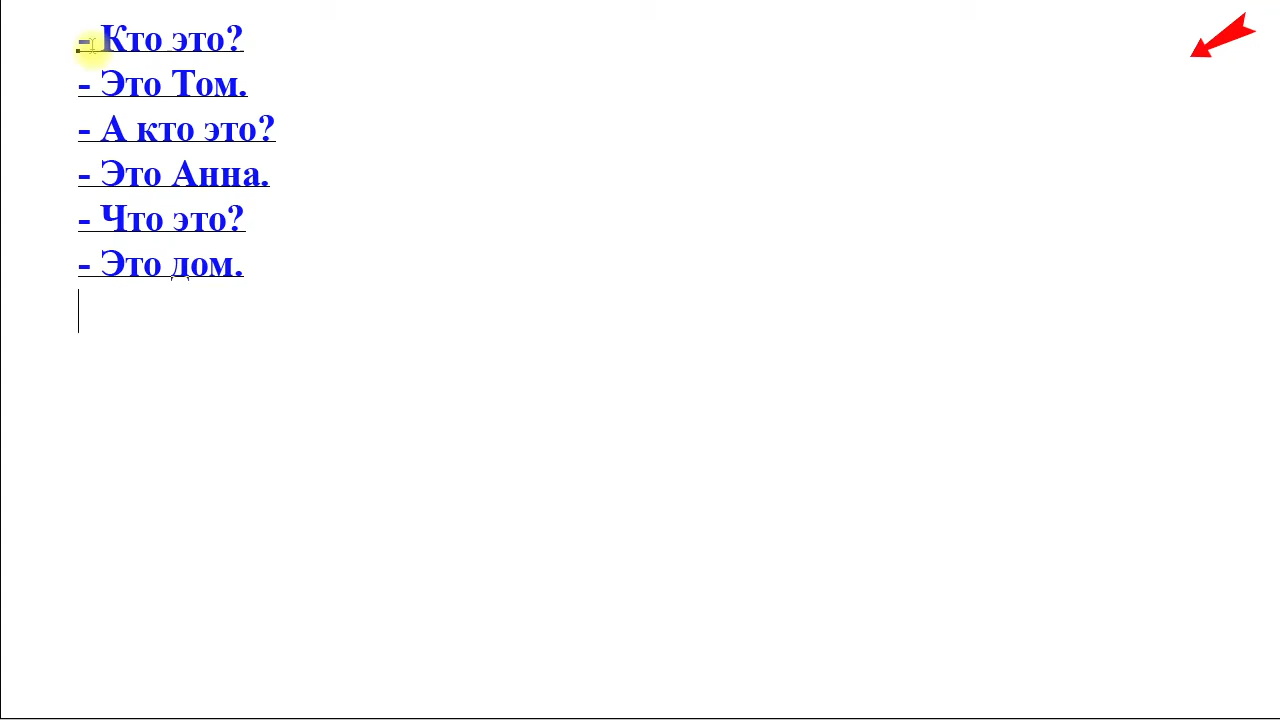 - Кто это?
- Это Том.
- А кто это?
- Это Анна.
- Что это?
- Это дом.